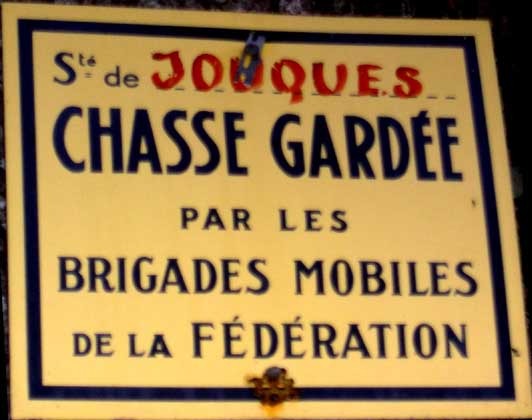 Sté de JOUQUES
CHASSE GARDÉE
PAR LES
BRIGADES MOBILES
DE LA FÉDÉRATION